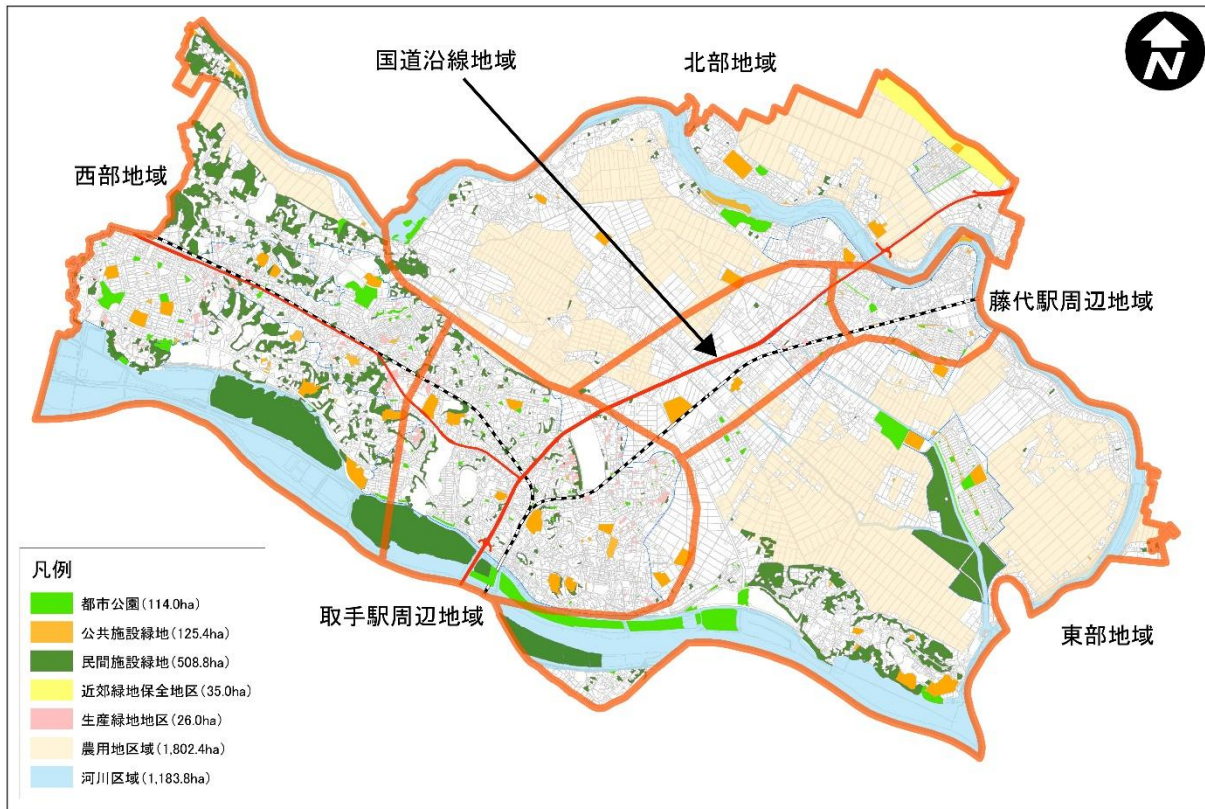 国道沿線地域
北部地域
N
西部地域
藤代駅周辺地域
取手駅周辺地域
東部地域
凡例
都市公園(114.0ha)
公共施設緑地(125.4ha)
民間施設緑地(508.8ha)
近郊緑地保全地区(35.0ha)
生産緑地地区(26.0ha)
農用地区域(1,802.4ha)
河川区域(1,183.8ha)